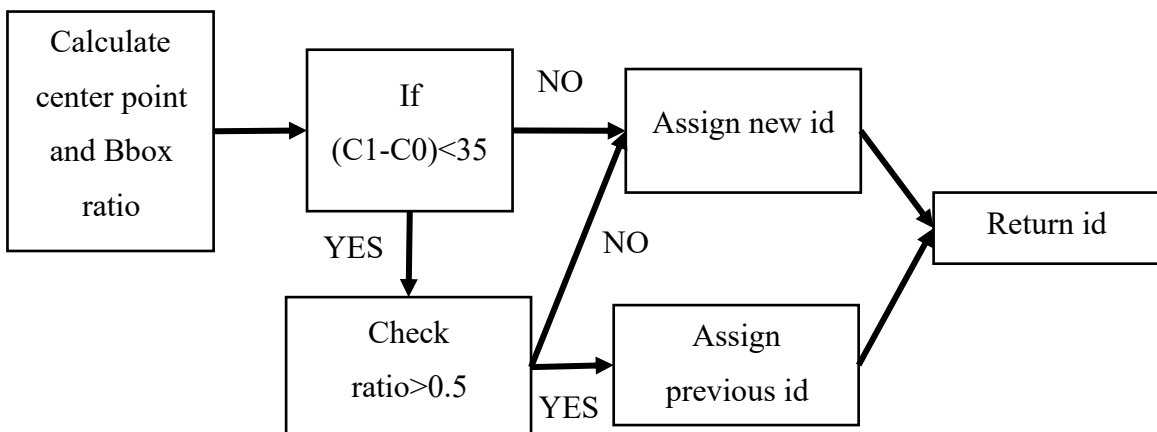 Calculate
center point
and Bbox
ratio
If
(C1-C0)<35
NO
Assign new id
YES
NO
Return id
Check
ratio>0.5
YES
Assign
previous id